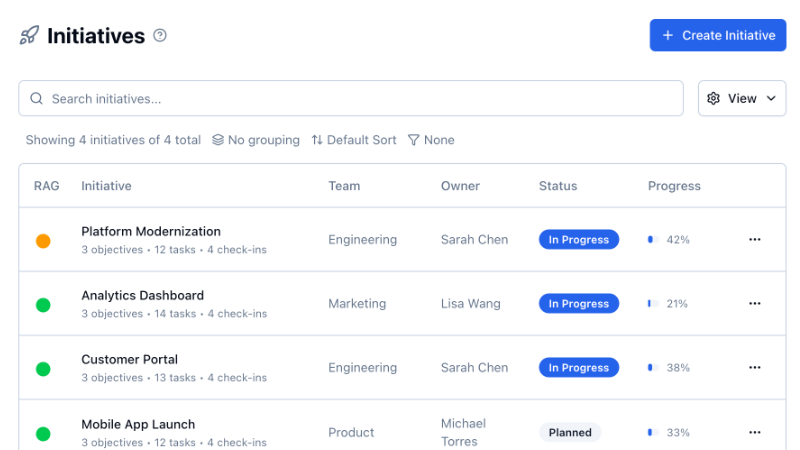 Initiatives
Create Initiative
Search initiatives...
View
Showing 4 initiatives of 4 total No grouping Default Sort None
RAG Initiative Team Owner Status Progress
Platform Modernization
3 objectives • 12 tasks • 4 check-ins
Engineering Sarah Chen In Progress 42%
Analytics Dashboard
3 objectives • 14 tasks • 4 check-ins
Marketing Lisa Wang In Progress 21%
Customer Portal
3 objectives • 13 tasks • 4 check-ins
Engineering Sarah Chen In Progress 38%
Mobile App Launch
3 objectives • 12 tasks • 4 check-ins
Product
Michael
Torres
Planned 33%